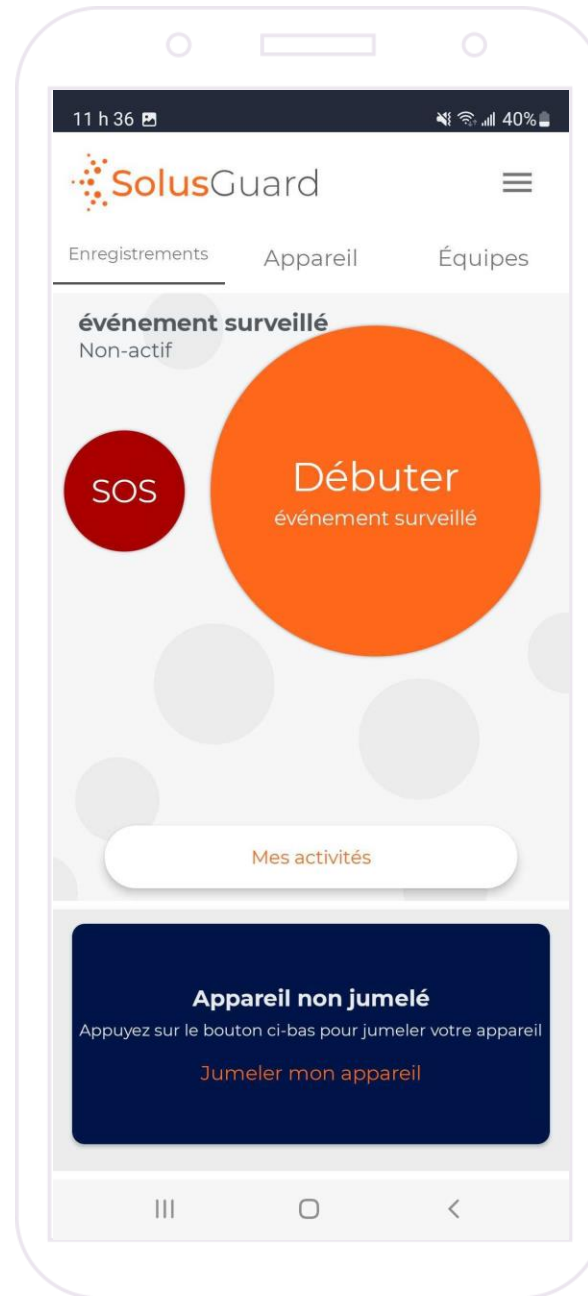 11 h 36 40%
SolusGuard
Enregistrements Appareil Équipes
événement surveillé
Non-actif
SOS
Débuter
événement surveillé
Mes activités
Appareil non jumelé
Appuyez sur le bouton ci-bas pour jumeler votre appareil
Jumeler mon appareil